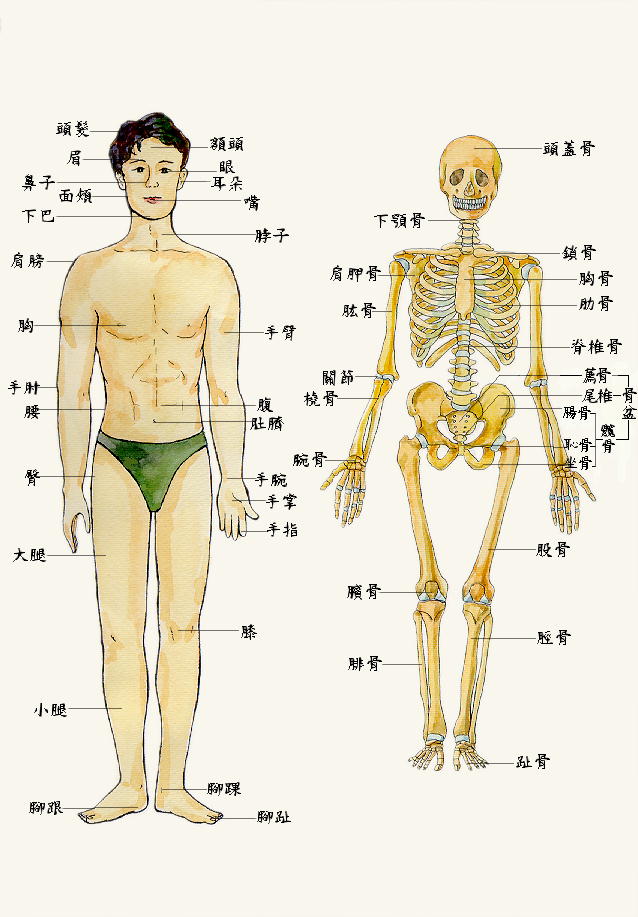 頭髮
額頭
眉
眼
鼻子
耳朵
面頰
嘴
下巴
脖子
肩膀
胸
手臂
手肘
腰
腹
肚臍
臀
手腕
手掌
手指
大腿
膝
小腿
腳踝
腳跟
腳趾
頭蓋骨
下顎骨
鎖骨
肩胛骨
胸骨
肱骨
肋骨
脊椎骨
關節
薦骨
橈骨
尾椎骨
骨盆
腸骨
髖骨
恥骨
腕骨
坐骨
股骨
臏骨
脛骨
腓骨
趾骨